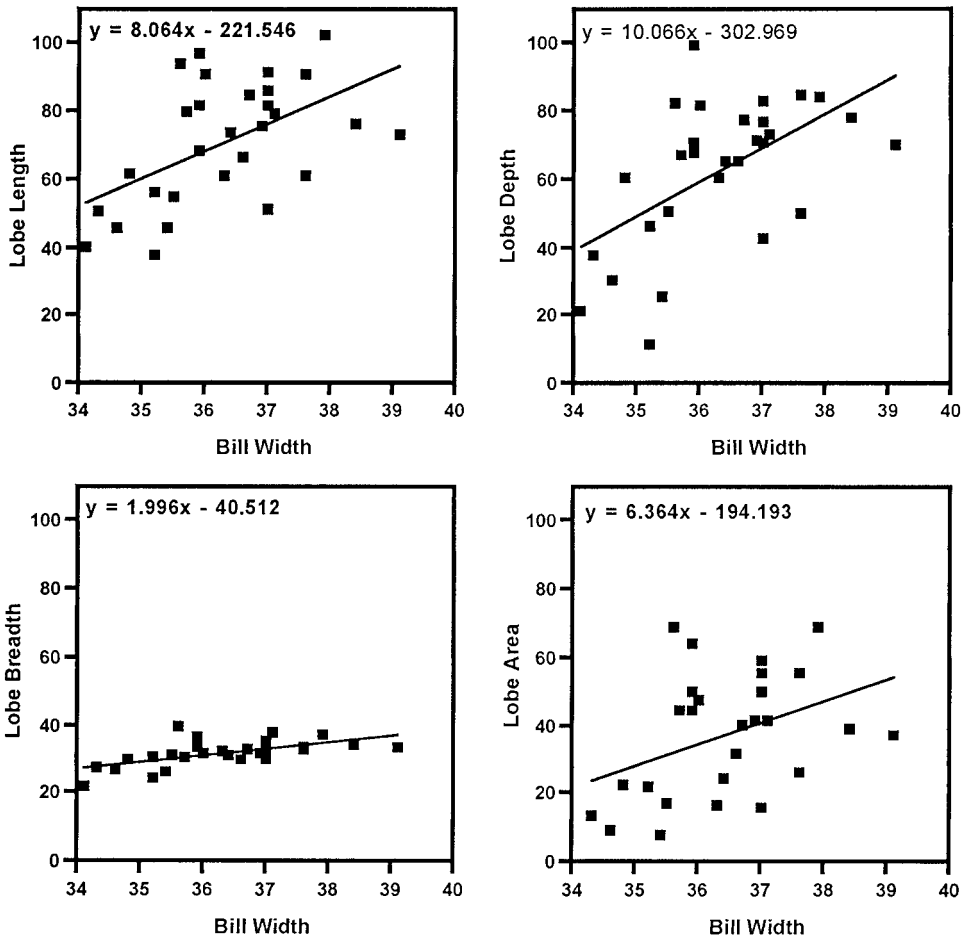 y = 8.064x - 221.546
100
80
60
40
20
0
Lobe Length
34 35 36 37 38 39 40
Bill Width
y = 10.066x - 302.969
100
80
60
40
20
0
Lobe Depth
34 35 36 37 38 39 40
Bill Width
y = 1.996x - 40.512
100
80
60
40
20
0
Lobe Breadth
34 35 36 37 38 39 40
Bill Width
y = 6.364x - 194.193
100
80
60
40
20
0
Lobe Area
34 35 36 37 38 39 40
Bill Width